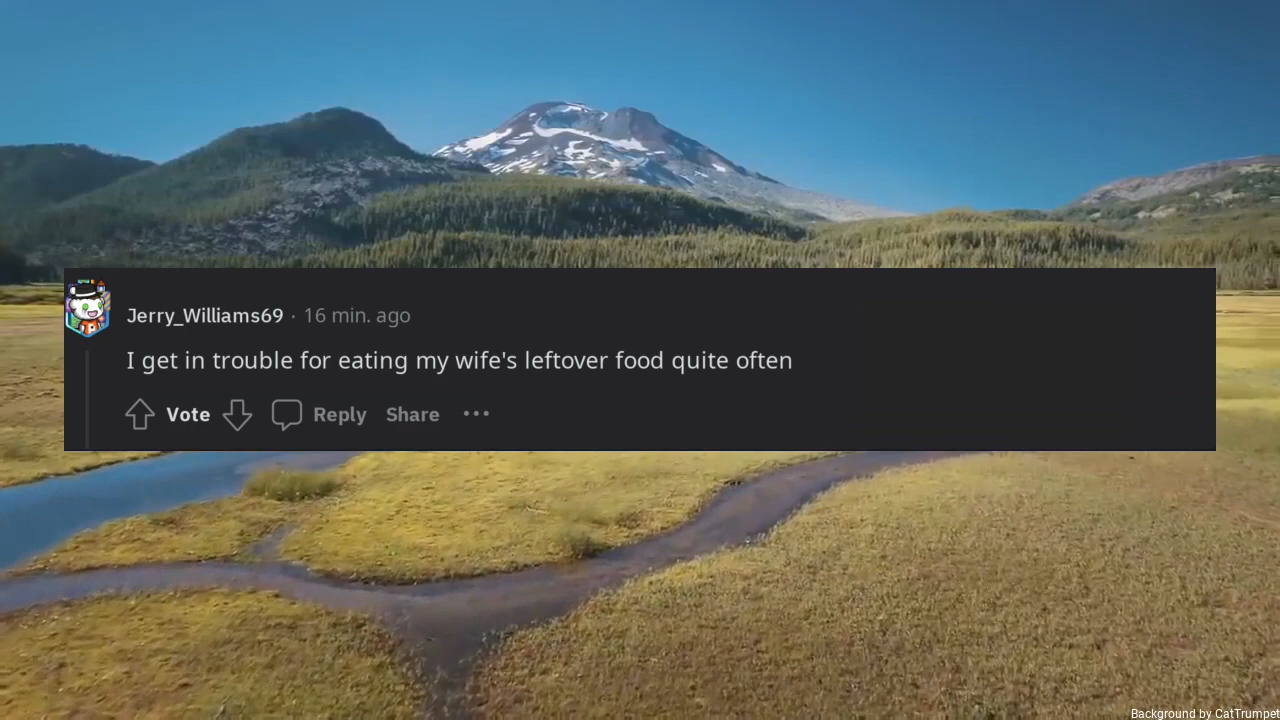 Jerry_Williams69 · 16 min. ago
I get in trouble for eating my wife's leftover food quite often
Vote Reply Share ···
Background by CatTrumpet